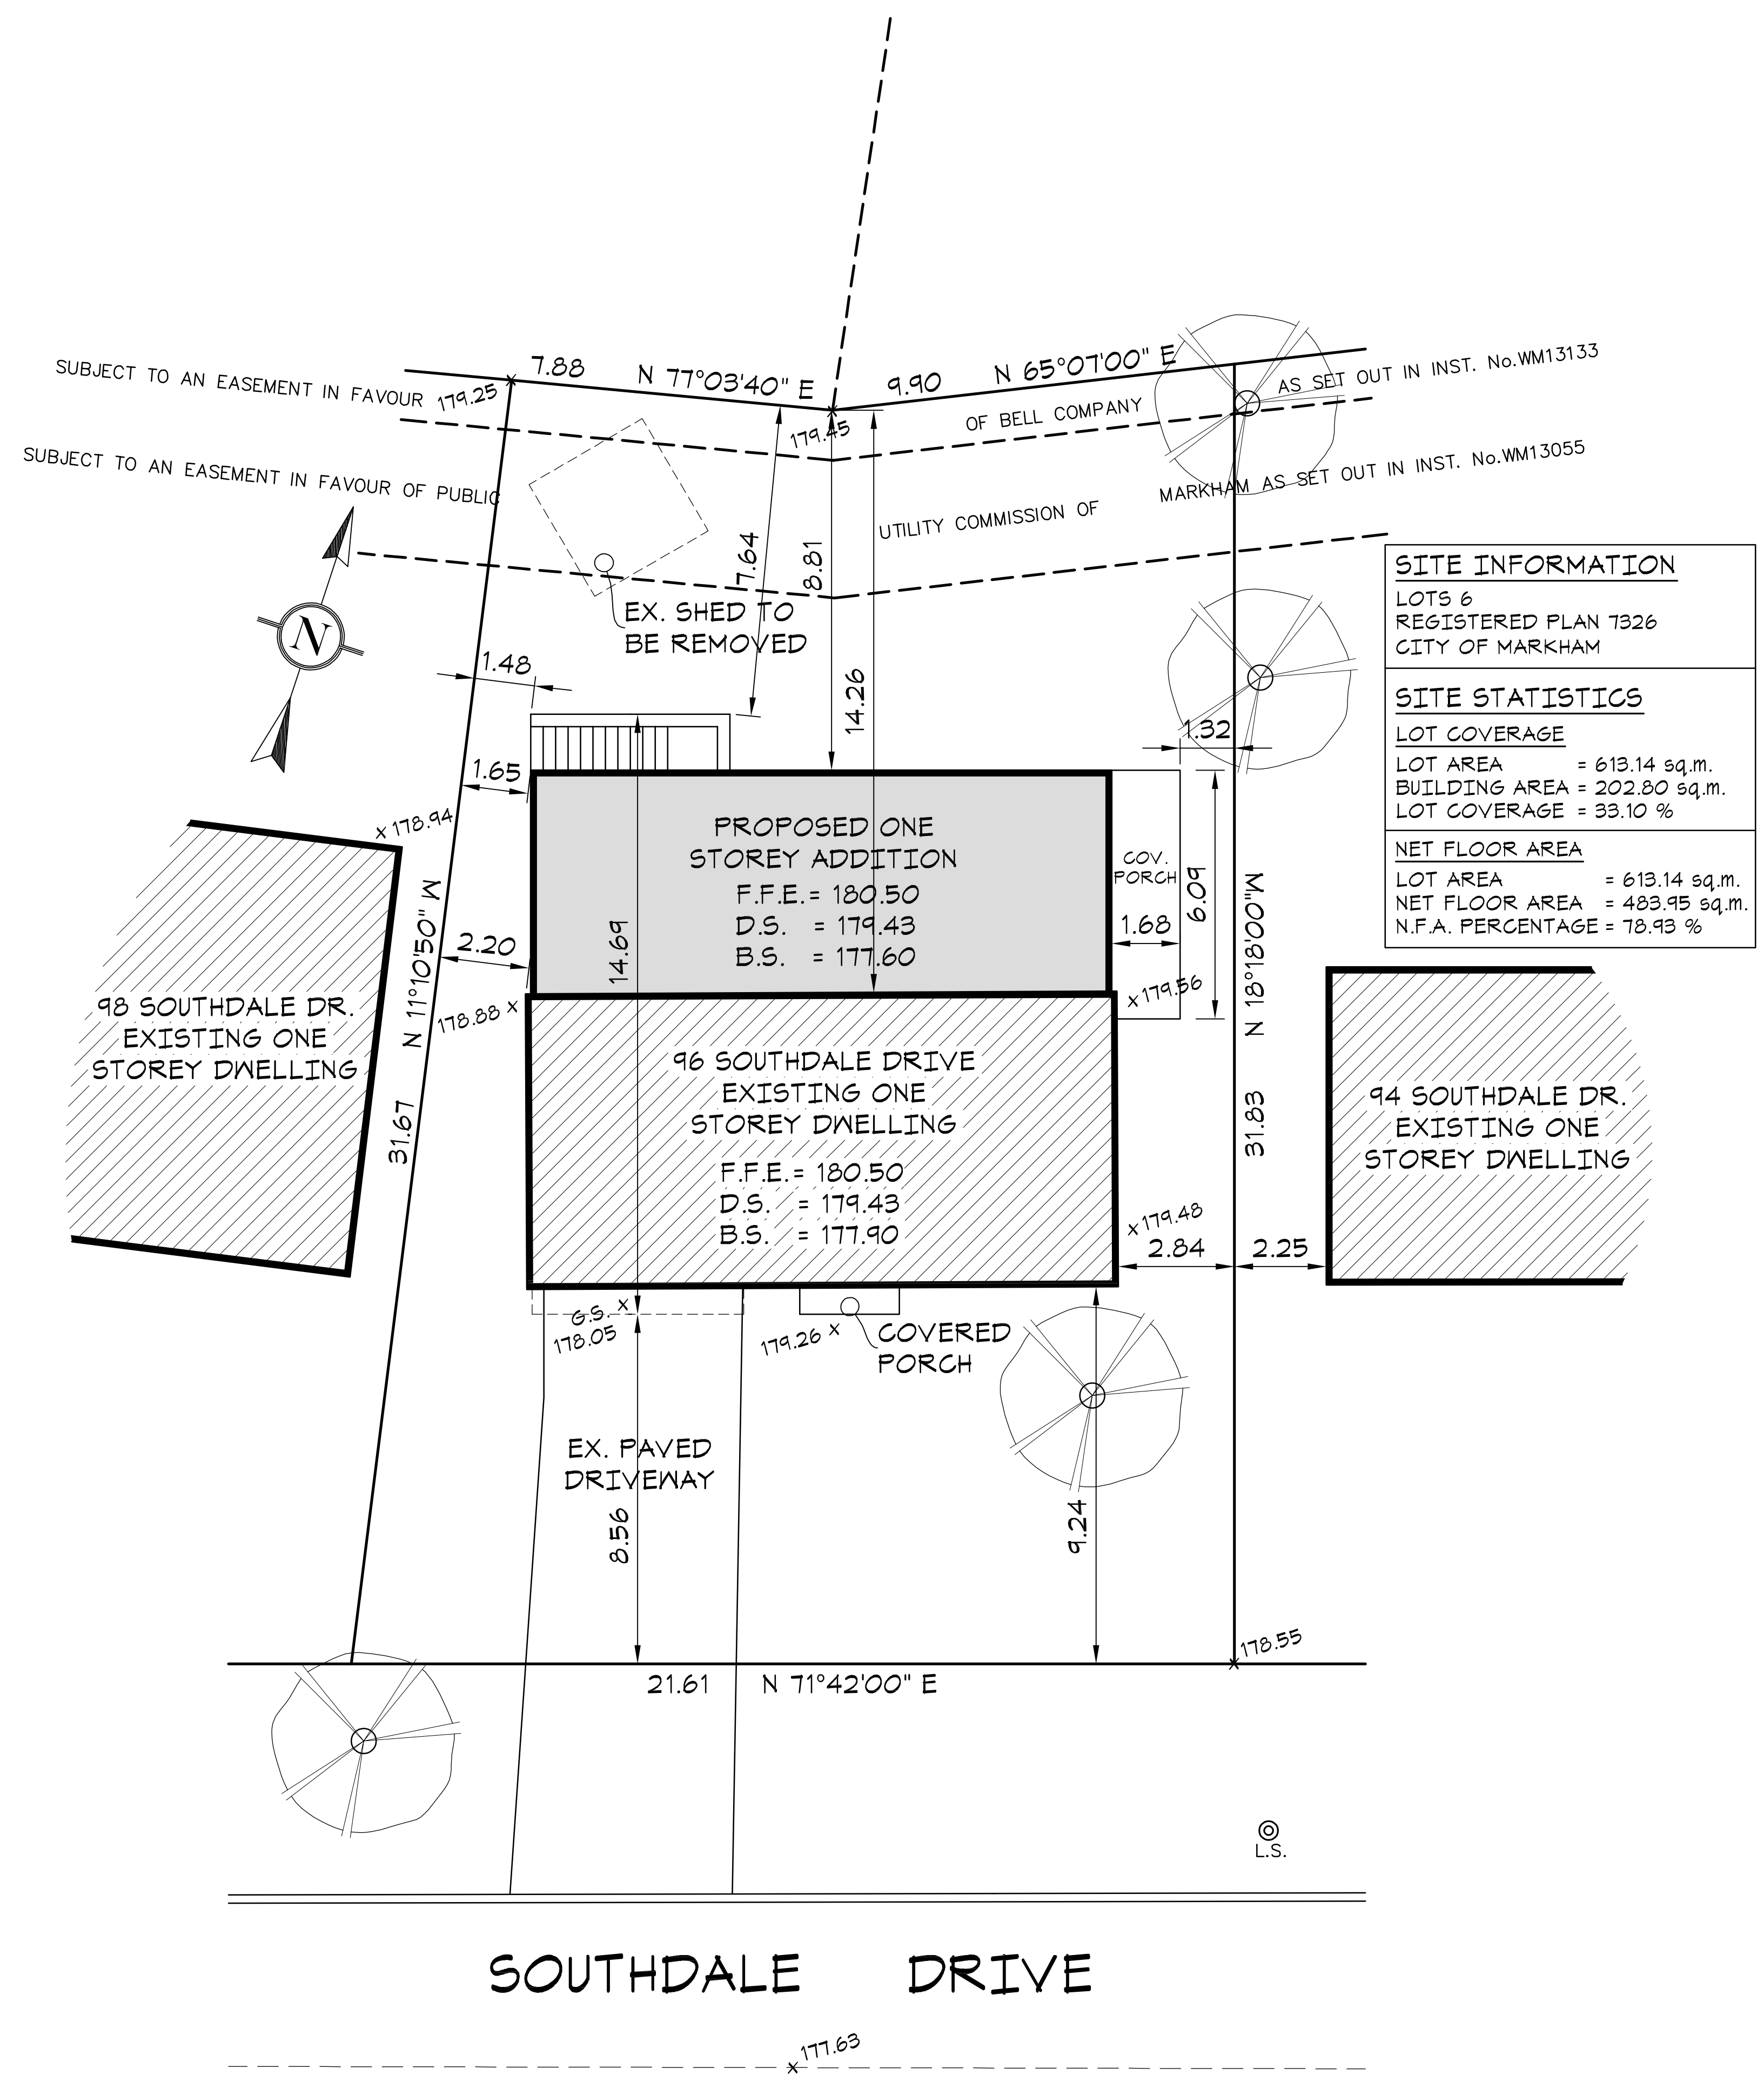 7.88
N 77°03'40" E
9.90
N 65°07'00" E
SUBJECT TO AN EASEMENT IN FAVOUR
OF BELL COMPANY
AS SET OUT IN INST. No.WM13133
179.25
179.45
SUBJECT TO AN EASEMENT IN FAVOUR OF PUBLIC
UTILITY COMMISSION OF
MARKHAM AS SET OUT IN INST. No.WM13055
N
7.64
8.81
14.26
EX. SHED TO
BE REMOVED
1.48
1.32
1.65
SITE INFORMATION
LOTS 6
REGISTERED PLAN 7326
CITY OF MARKHAM
SITE STATISTICS
LOT COVERAGE
LOT AREA = 613.14 sq.m.
BUILDING AREA = 202.80 sq.m.
LOT COVERAGE = 33.10 %
NET FLOOR AREA
LOT AREA = 613.14 sq.m.
NET FLOOR AREA = 483.95 sq.m.
N.F.A. PERCENTAGE = 78.93 %
x 178.94
PROPOSED ONE
STOREY ADDITION
F.F.E. = 180.50
D.S. = 179.43
B.S. = 177.60
COV.
PORCH
1.68
6.09
14.69
2.20
N 11°10'50" W
31.67
N 18°18'00"W
31.83
178.88 x
x 179.56
98 SOUTHDALE DR.
EXISTING ONE
STOREY DWELLING
96 SOUTHDALE DRIVE
EXISTING ONE
STOREY DWELLING
F.F.E. = 180.50
D.S. = 179.43
B.S. = 177.90
94 SOUTHDALE DR.
EXISTING ONE
STOREY DWELLING
x 179.48
2.84
2.25
G.S. x
178.05
179.26 x
COVERED
PORCH
EX. PAVED
DRIVEWAY
8.56
9.24
178.55
21.61
N 71°42'00" E
L.S.
SOUTHDALE DRIVE
x 177.63